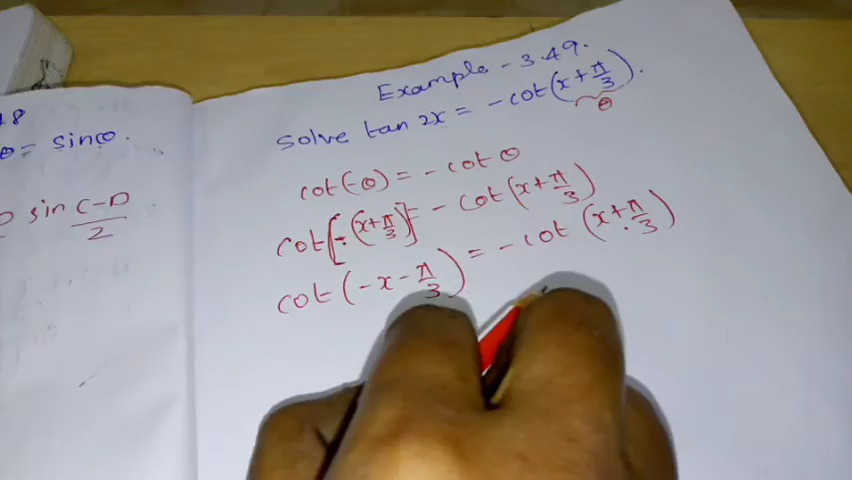 8
θ = sinθ.
sin C-D/2
Example - 3.49.
Solve tan 2x = -cot(x + π/3).
θ
cot(-θ) = - cot θ
cot[-(x+π/3)] = - cot(x+π/3)
cot(-x-π/3) = - cot(x+π/3)